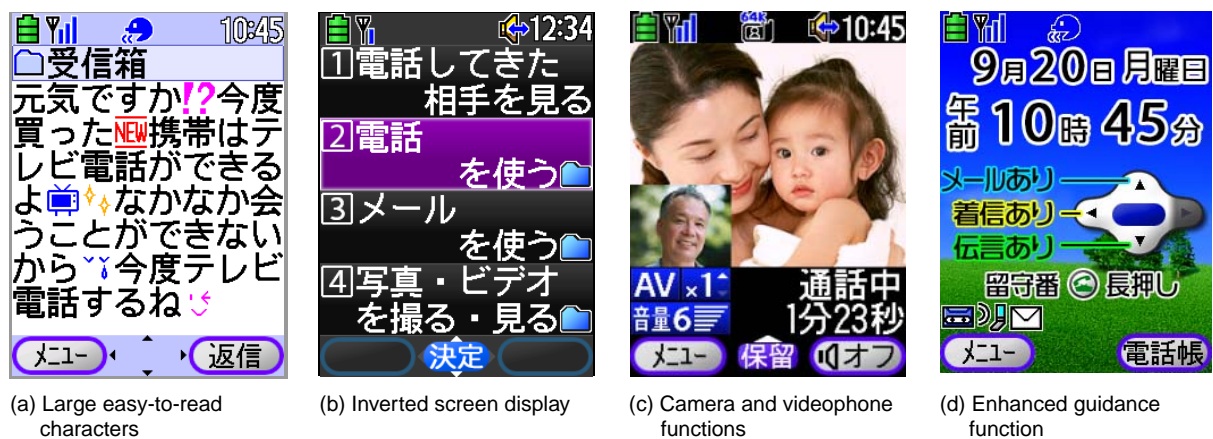 10:45
受信箱
元気ですか!?今度
買ったNEW携帯はテ
レビ電話ができる
よなかなか会
うことができない
から今度テレビ
電話するね
メニュー
返信
(a) Large easy-to-read
characters
12:34
1電話してきた
相手を見る
2電話
を使う
3メール
を使う
4写真・ビデオ
を撮る・見る
決定
(b) Inverted screen display
64K
10:45
AV ×1
音量6
通話中
1分23秒
メニュー
保留
オフ
(c) Camera and videophone
functions
9月20日月曜日
午前10時45分
メールあり
着信あり
伝言あり
留守番 長押し
メニュー
電話帳
(d) Enhanced guidance
function